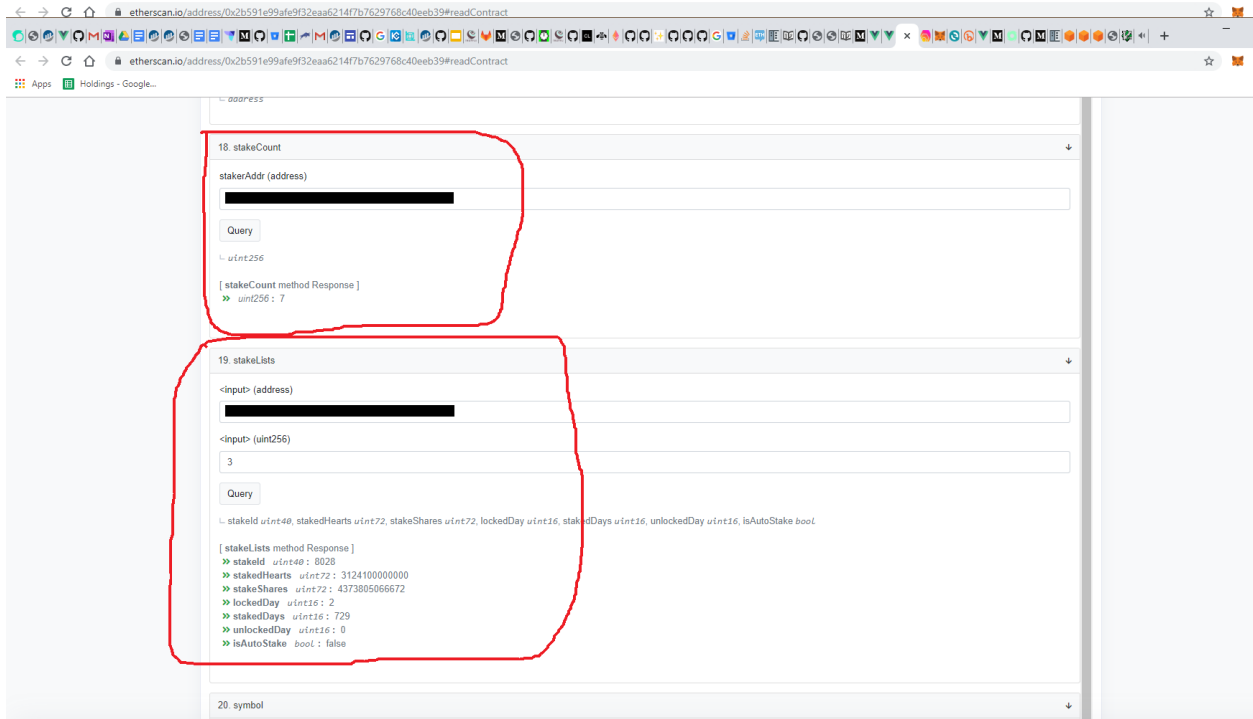 etherscan.io/address/0x2b591e99afe9f32eaa6214f7b7629768c40eeb39#readContract
etherscan.io/address/0x2b591e99afe9f32eaa6214f7b7629768c40eeb39#readContract
Apps Holdings - Google...
address
18. stakeCount
stakerAddr (address)
Query
uint256
[ stakeCount method Response ]
» uint256 : 7
19. stakeLists
<input> (address)
<input> (uint256)
3
Query
stakeId uint40, stakedHearts uint72, stakeShares uint72, lockedDay uint16, stakedDays uint16, unlockedDay uint16, isAutoStake bool
[ stakeLists method Response ]
» stakeId uint40 : 8028
» stakedHearts uint72 : 3124100000000
» stakeShares uint72 : 4373805066672
» lockedDay uint16 : 2
» stakedDays uint16 : 729
» unlockedDay uint16 : 0
» isAutoStake bool : false
20. symbol